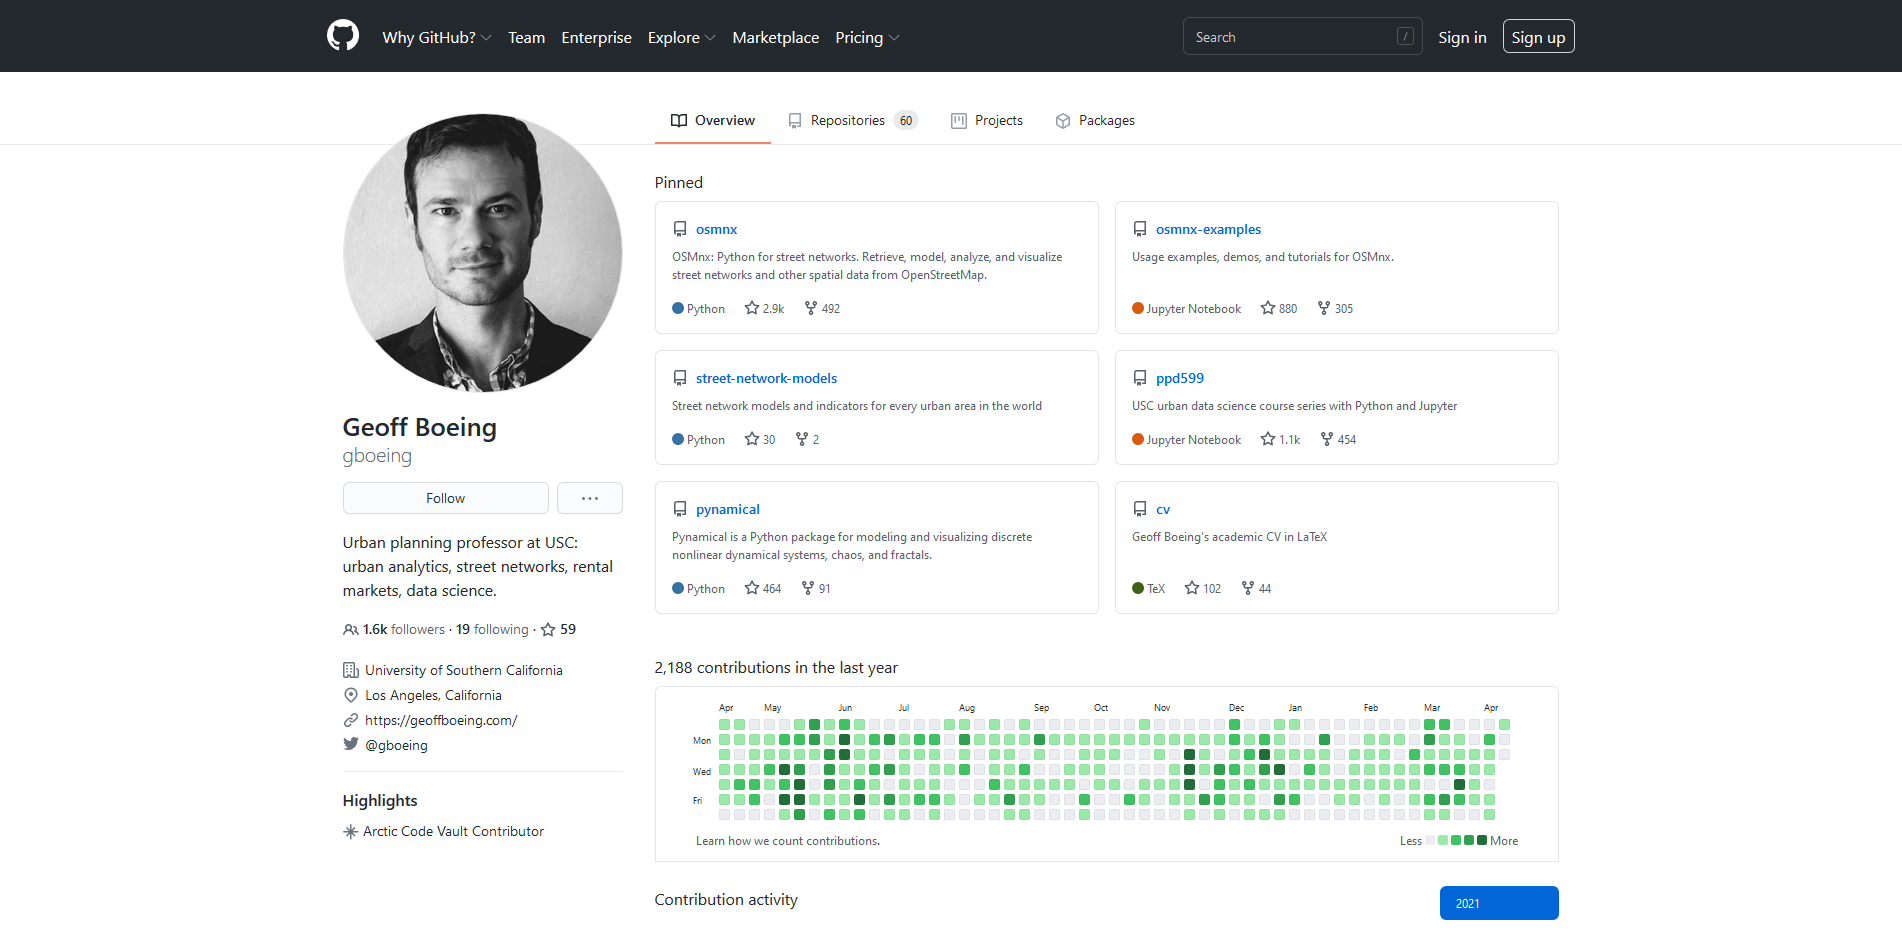 Why GitHub? Team Enterprise Explore Marketplace Pricing Search / Sign in Sign up
Overview Repositories 60 Projects Packages
Geoff Boeing
gboeing
Follow ...
Urban planning professor at USC:
urban analytics, street networks, rental
markets, data science.
1.6k followers · 19 following · 59
University of Southern California
Los Angeles, California
https://geoffboeing.com/
@gboeing
Highlights
Arctic Code Vault Contributor
Pinned
osmnx
OSMnx: Python for street networks. Retrieve, model, analyze, and visualize
street networks and other spatial data from OpenStreetMap.
Python 2.9k 492
osmnx-examples
Usage examples, demos, and tutorials for OSMnx.
Jupyter Notebook 880 305
street-network-models
Street network models and indicators for every urban area in the world
Python 30 2
ppd599
USC urban data science course series with Python and Jupyter
Jupyter Notebook 1.1k 454
pynamical
Pynamical is a Python package for modeling and visualizing discrete
nonlinear dynamical systems, chaos, and fractals.
Python 464 91
cv
Geoff Boeing's academic CV in LaTeX
TeX 102 44
2,188 contributions in the last year
Apr May Jun Jul Aug Sep Oct Nov Dec Jan Feb Mar Apr
Mon
Wed
Fri
Learn how we count contributions. Less More
Contribution activity 2021